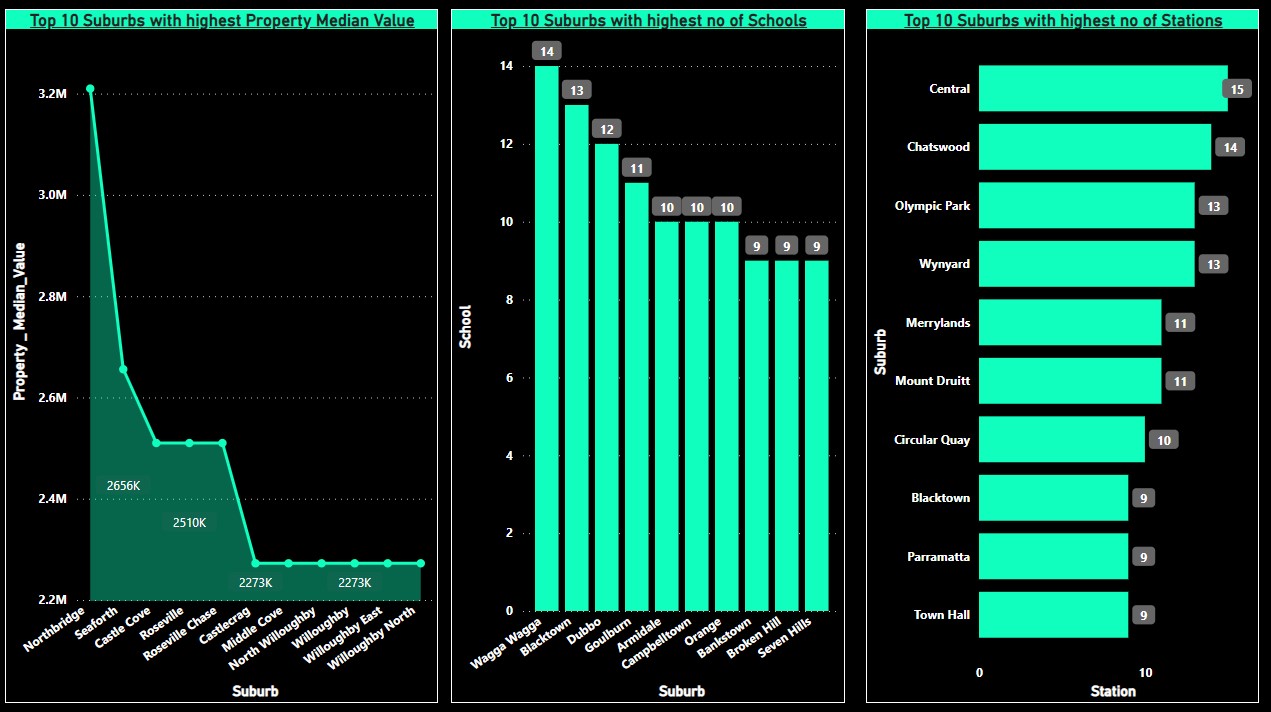 Top 10 Suburbs with highest Property Median Value
3.2M
3.0M
2.8M
2.6M
2.4M
2.2M
Property _ Median_Value
2656K
2510K
2273K
2273K
Northbridge
Seaforth
Castle Cove
Roseville
Roseville Chase
Castlecrag
Middle Cove
North Willoughby
Willoughby
Willoughby East
Willoughby North
Suburb
Top 10 Suburbs with highest no of Schools
14
12
10
8
6
4
2
0
School
14
13
12
11
10
10
10
9
9
9
Wagga Wagga
Blacktown
Dubbo
Goulburn
Armidale
Campbelltown
Orange
Bankstown
Broken Hill
Seven Hills
Suburb
Top 10 Suburbs with highest no of Stations
Suburb
Central 15
Chatswood 14
Olympic Park 13
Wynyard 13
Merrylands 11
Mount Druitt 11
Circular Quay 10
Blacktown 9
Parramatta 9
Town Hall 9
0 10
Station